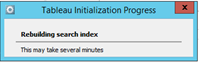 Tableau Initialization Progress
x
Rebuilding search index
This may take several minutes